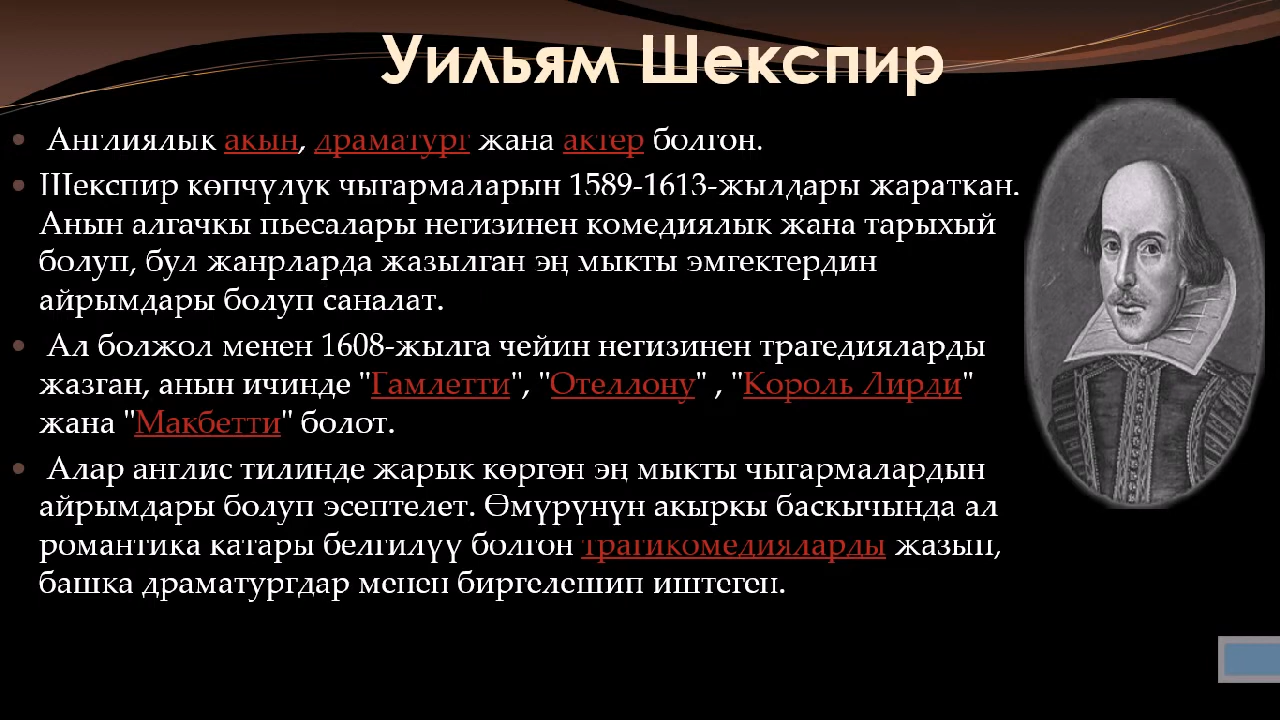 Уильям Шекспир
Англиялык акын, драматург жана актер болгон.
Шекспир көпчүлүк чыгармаларын 1589-1613-жылдары жараткан.
Анын алгачкы пьесалары негизинен комедиялык жана тарыхый
болуп, бул жанрларда жазылган эң мыкты эмгектердин
айрымдары болуп саналат.
Ал болжол менен 1608-жылга чейин негизинен трагедияларды
жазган, анын ичинде "Гамлетти", "Отеллону" , "Король Лирди"
жана "Макбетти" болот.
Алар англис тилинде жарык көргөн эң мыкты чыгармалардын
айрымдары болуп эсептелет. Өмүрүнүн акыркы баскычында ал
романтика катары белгилүү болгон трагикомедияларды жазып,
башка драматургдар менен биргелешип иштеген.